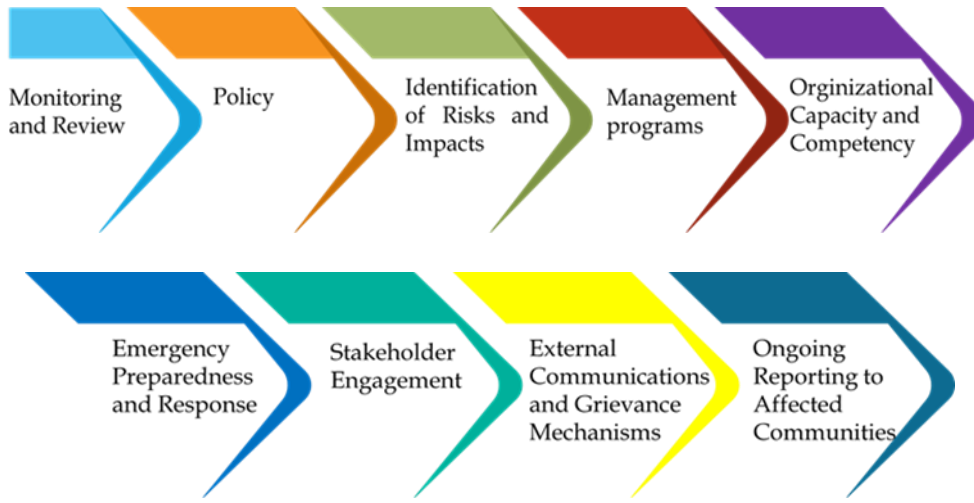 Monitoring
and Review
Policy
Identification
of Risks and
Impacts
Management
programs
Orginizational
Capacity and
Competency
Emergency
Preparedness
and Response
Stakeholder
Engagement
External
Communications
and Grievance
Mechanisms
Ongoing
Reporting to
Affected
Communities